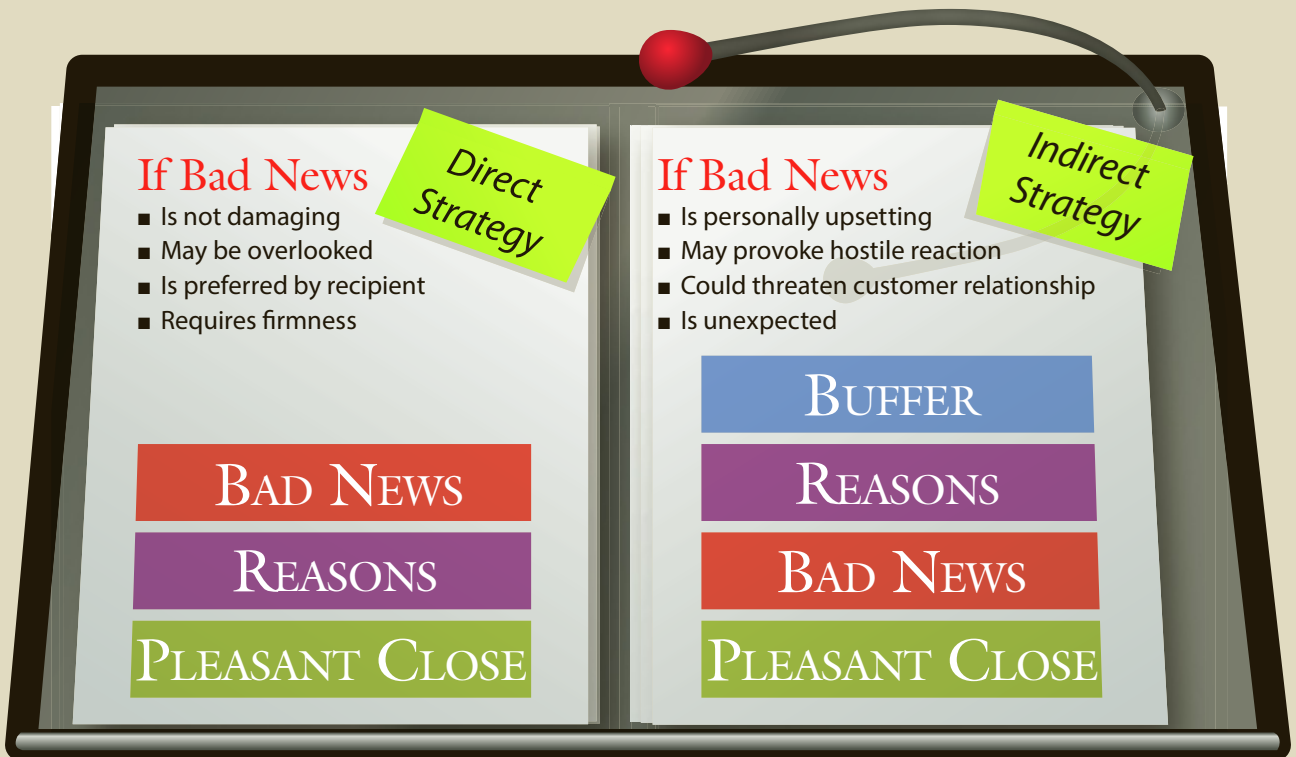 If Bad News
Direct
Strategy
■ Is not damaging
■ May be overlooked
■ Is preferred by recipient
■ Requires firmness
BAD NEWS
REASONS
PLEASANT CLOSE
If Bad News
Indirect
Strategy
■ Is personally upsetting
■ May provoke hostile reaction
■ Could threaten customer relationship
■ Is unexpected
BUFFER
REASONS
BAD NEWS
PLEASANT CLOSE